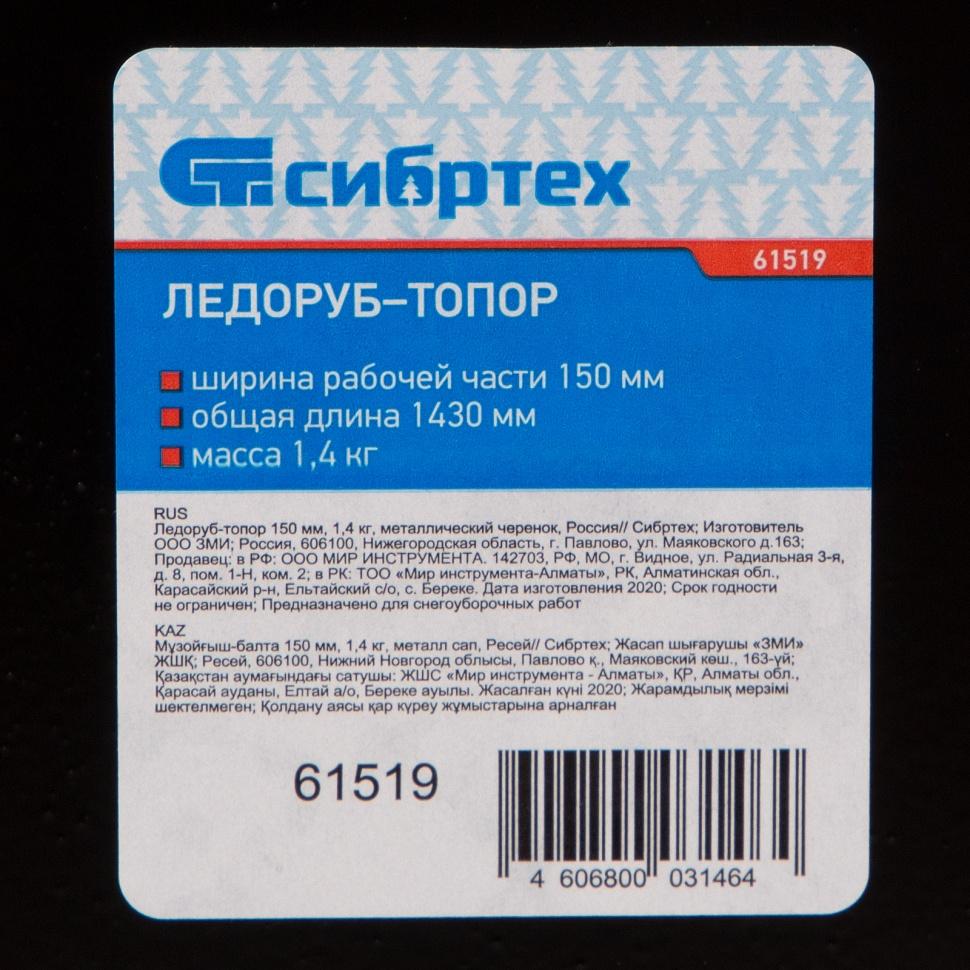 сибртех
61519
ЛЕДОРУБ–ТОПОР
ширина рабочей части 150 мм
общая длина 1430 мм
масса 1,4 кг
RUS
Ледоруб-топор 150 мм, 1,4 кг, металлический черенок, Россия// Сибртех; Изготовитель
ООО ЗМИ; Россия, 606100, Нижегородская область, г. Павлово, ул. Маяковского д.163;
Продавец: в РФ: ООО МИР ИНСТРУМЕНТА. 142703, РФ, МО, г. Видное, ул. Радиальная 3-я,
д. 8, пом. 1-Н, ком. 2; в РК: ТОО «Мир инструмента-Алматы», РК, Алматинская обл.,
Карасайский р-н, Ельтайский с/о, с. Береке. Дата изготовления 2020; Срок годности
не ограничен; Предназначено для снегоуборочных работ
KAZ
Мұзойғыш-балта 150 мм, 1,4 кг, металл сап, Ресей// Сибртех; Жасап шығарушы «ЗМИ»
ЖШҚ; Ресей, 606100, Нижний Новгород облысы, Павлово қ., Маяковский көш., 163-үй;
Қазақстан аумағындағы сатушы: ЖШС «Мир инструмента - Алматы», ҚР, Алматы обл.,
Қарасай ауданы, Елтай а/о, Береке ауылы. Жасалған күні 2020; Жарамдылық мерзімі
шектелмеген; Қолдану аясы қар күреу жұмыстарына арналған
61519
4 606800 031464